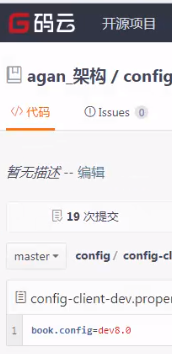 码云 开源项目
agan_架构 / config
</> 代码 Issues 0
暂无描述 -- 编辑
19 次提交
master config / config-cl
config-client-dev.proper
1 book.config=dev8.0